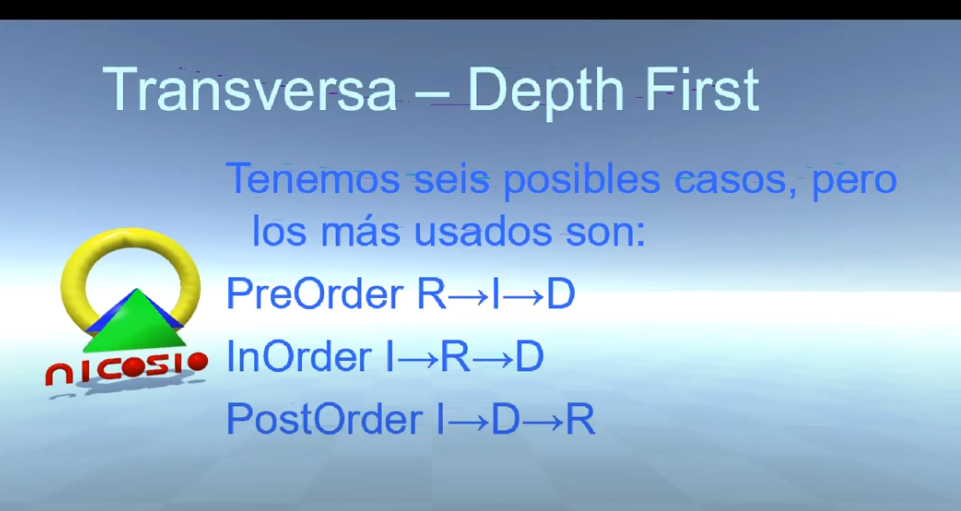 Transversa – Depth First
Tenemos seis posibles casos, pero
los más usados son:
PreOrder R→I→D
InOrder I→R→D
PostOrder I→D→R
nicosio